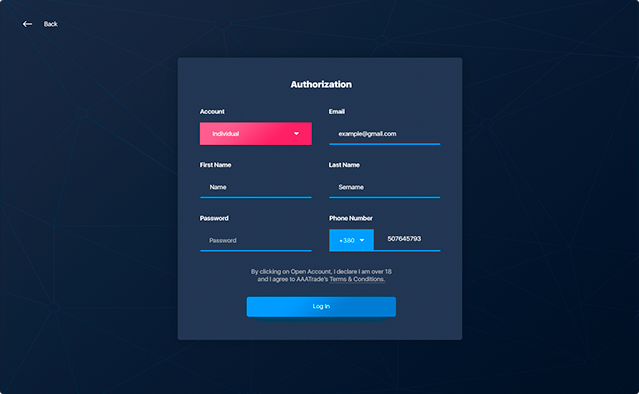 Back
Authorization
Account
Email
Individual
example@gmail.com
First Name
Last Name
Name
Sername
Password
Phone Number
Password
+380
507645793
By clicking on Open Account, I declare I am over 18
and I agree to AAATrade's Terms & Conditions.
Log In